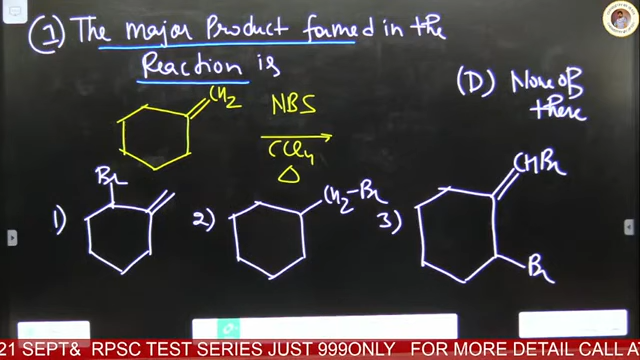 (1) The major Product formed in the
Reaction is
CH2 NBS
CCl4
Δ
(D) None of
these
1) Br
2) CH2-Br
3) CHBr
Br
21 SEPT& RPSC TEST SERIES JUST 999ONLY FOR MORE DETAIL CALL A